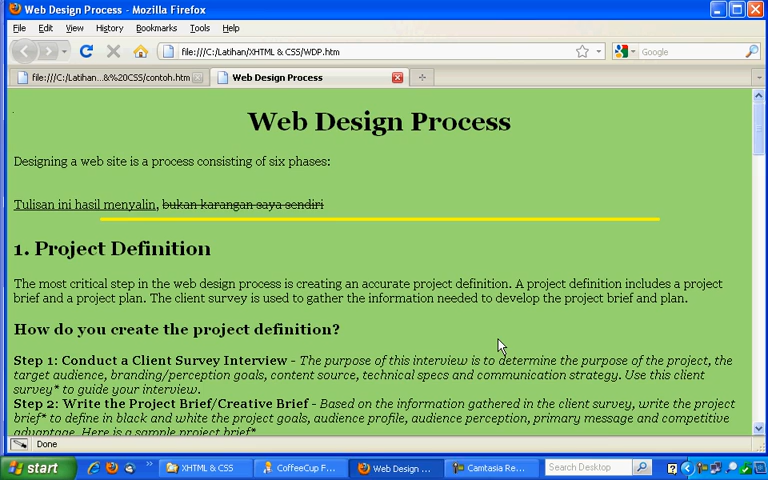 Web Design Process - Mozilla Firefox
File Edit View History Bookmarks Tools Help
file:///C:/Latihan/XHTML & CSS/WDP.htm
Google
file:///C:/Latihan...&%20CSS/contoh.htm
Web Design Process
Web Design Process
Designing a web site is a process consisting of six phases:
Tulisan ini hasil menyalin, bukan karangan saya sendiri
1. Project Definition
The most critical step in the web design process is creating an accurate project definition. A project definition includes a project
brief and a project plan. The client survey is used to gather the information needed to develop the project brief and plan.
How do you create the project definition?
Step 1: Conduct a Client Survey Interview - The purpose of this interview is to determine the purpose of the project, the
target audience, branding/perception goals, content source, technical specs and communication strategy. Use this client
survey* to guide your interview.
Step 2: Write the Project Brief/Creative Brief - Based on the information gathered in the client survey, write the project
brief* to define in black and white the project goals, audience profile, audience perception, primary message and competitive
advantage. Here is a sample project brief*
Done
start
XHTML & CSS
CoffeeCup F...
Web Design ...
Camtasia Re...
Search Desktop